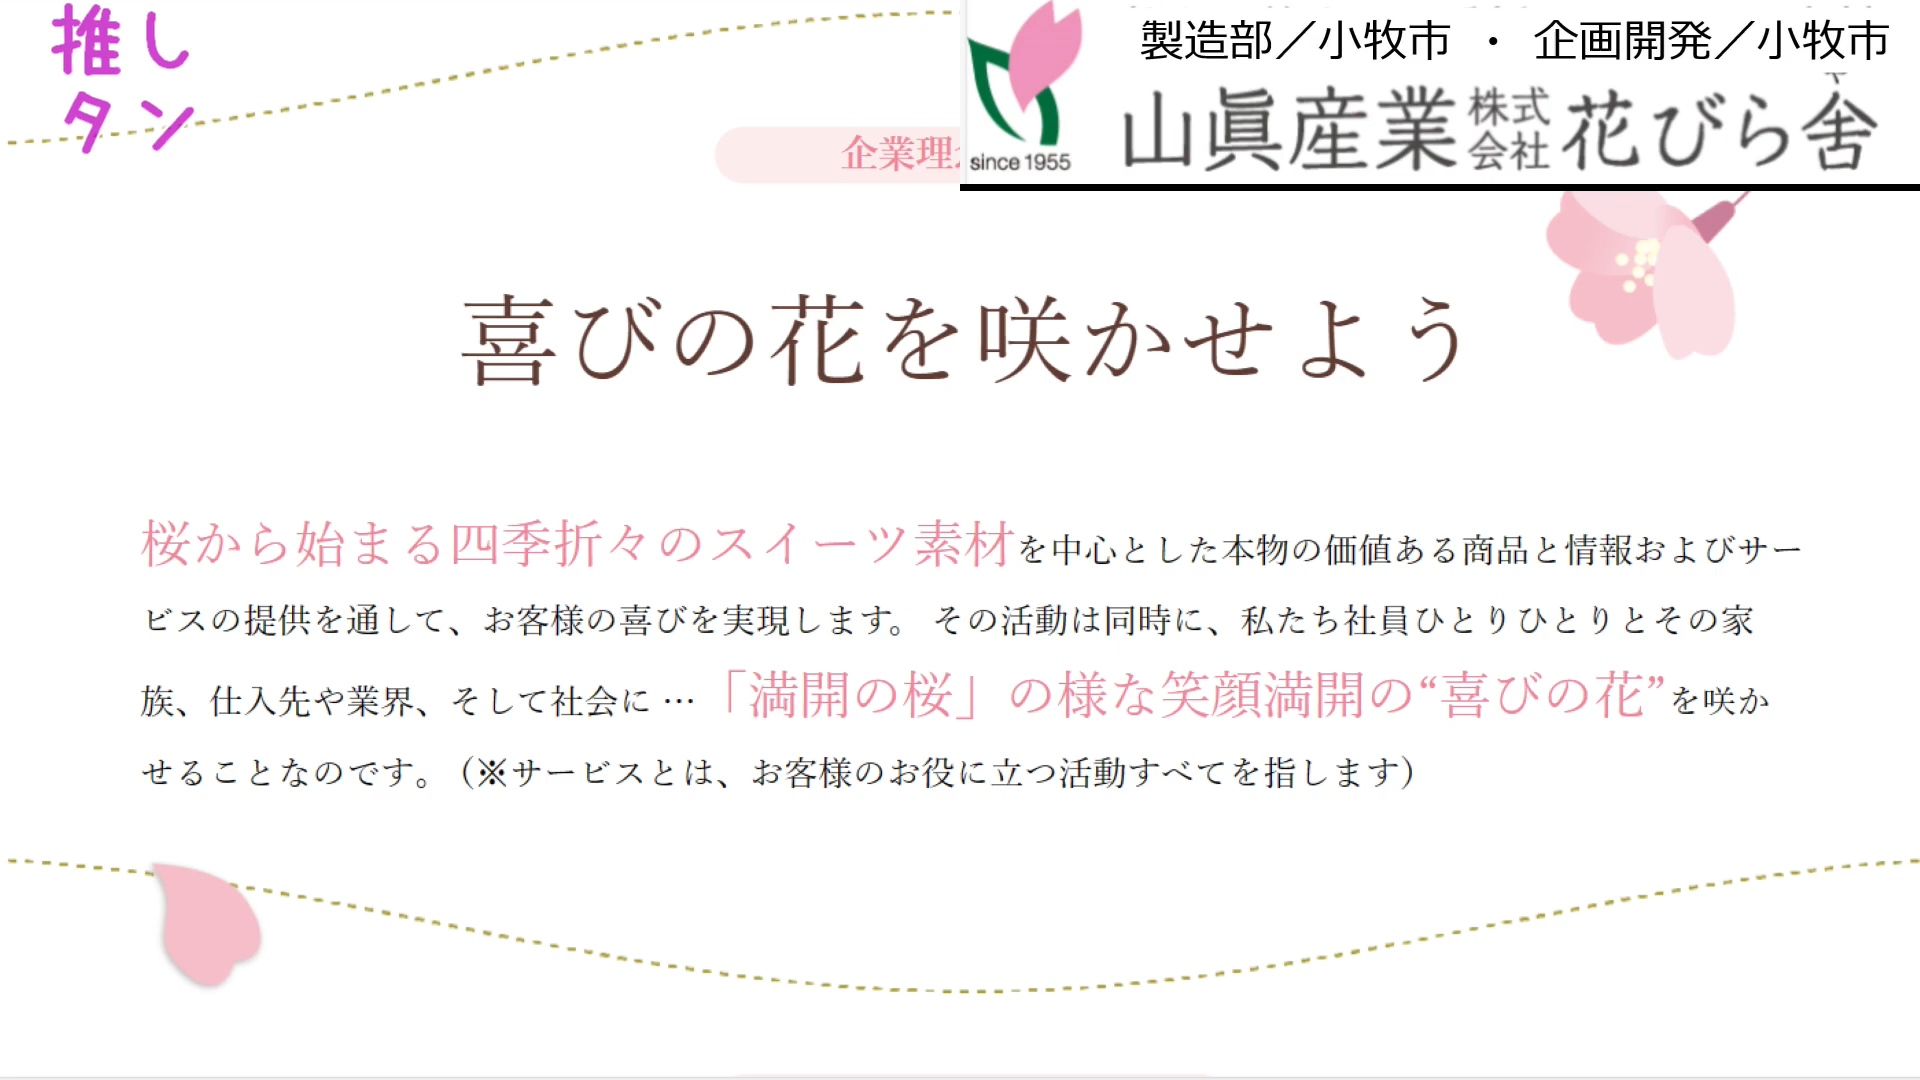 推し
タン
製造部／小牧市 ・ 企画開発／小牧市
山眞産業株式会社花びら舎
や
since 1955
企業理
喜びの花を咲かせよう
桜から始まる四季折々のスイーツ素材を中心とした本物の価値ある商品と情報およびサー
ビスの提供を通して、お客様の喜びを実現します。 その活動は同時に、私たち社員ひとりひとりとその家
族、仕入先や業界、そして社会に …「満開の桜」の様な笑顔満開の“喜びの花”を咲か
せることなのです。（※サービスとは、お客様のお役に立つ活動すべてを指します）